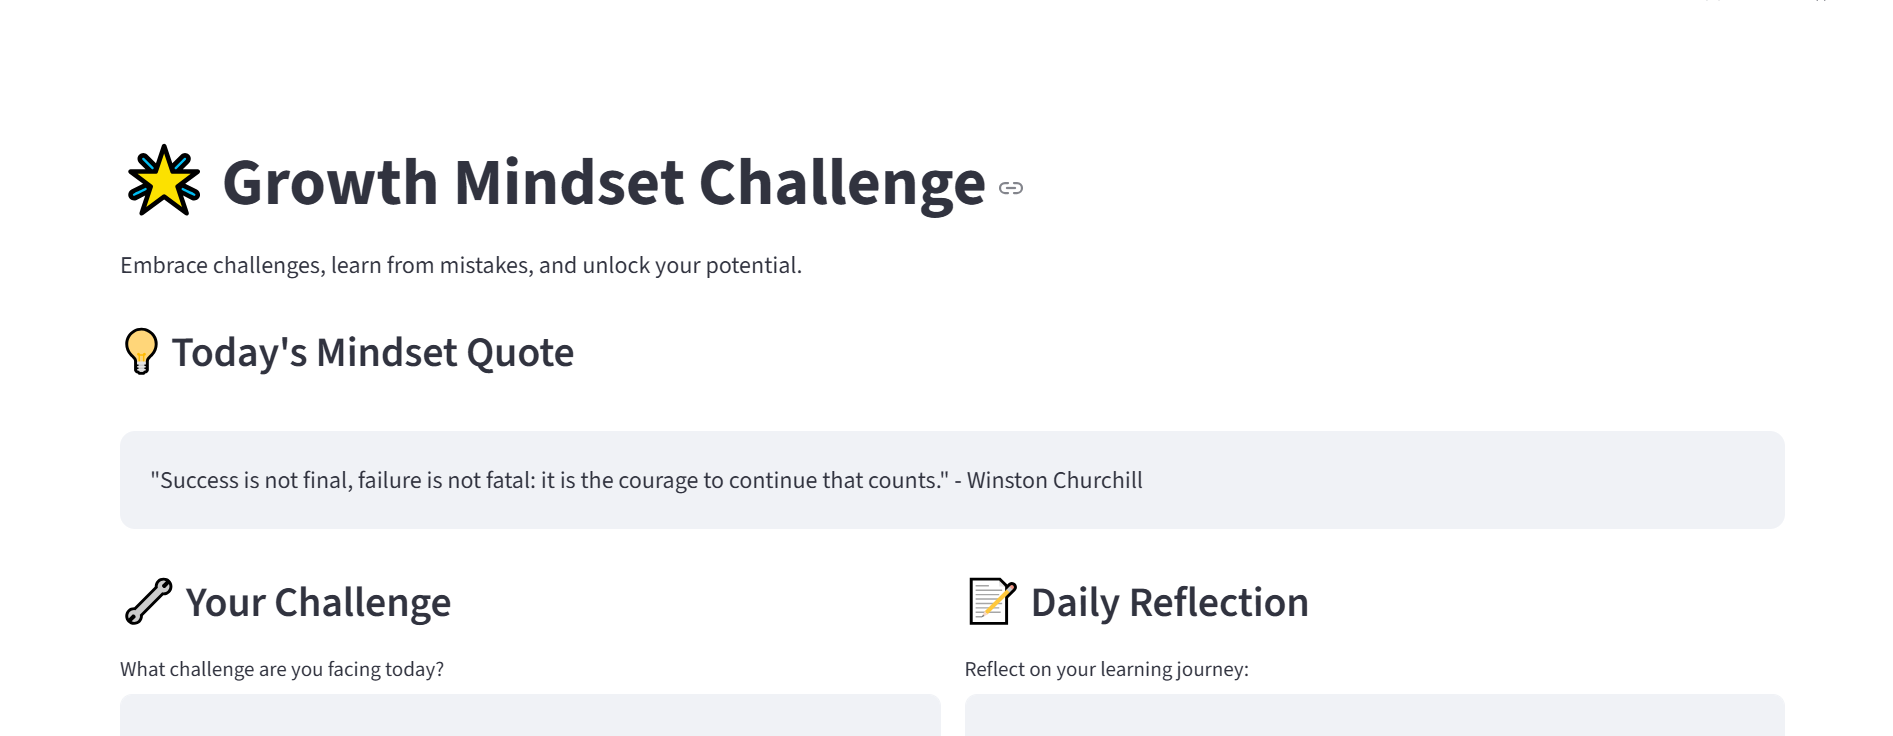 Growth Mindset Challenge
Embrace challenges, learn from mistakes, and unlock your potential.
Today's Mindset Quote
"Success is not final, failure is not fatal: it is the courage to continue that counts." - Winston Churchill
Your Challenge
Daily Reflection
What challenge are you facing today?
Reflect on your learning journey: